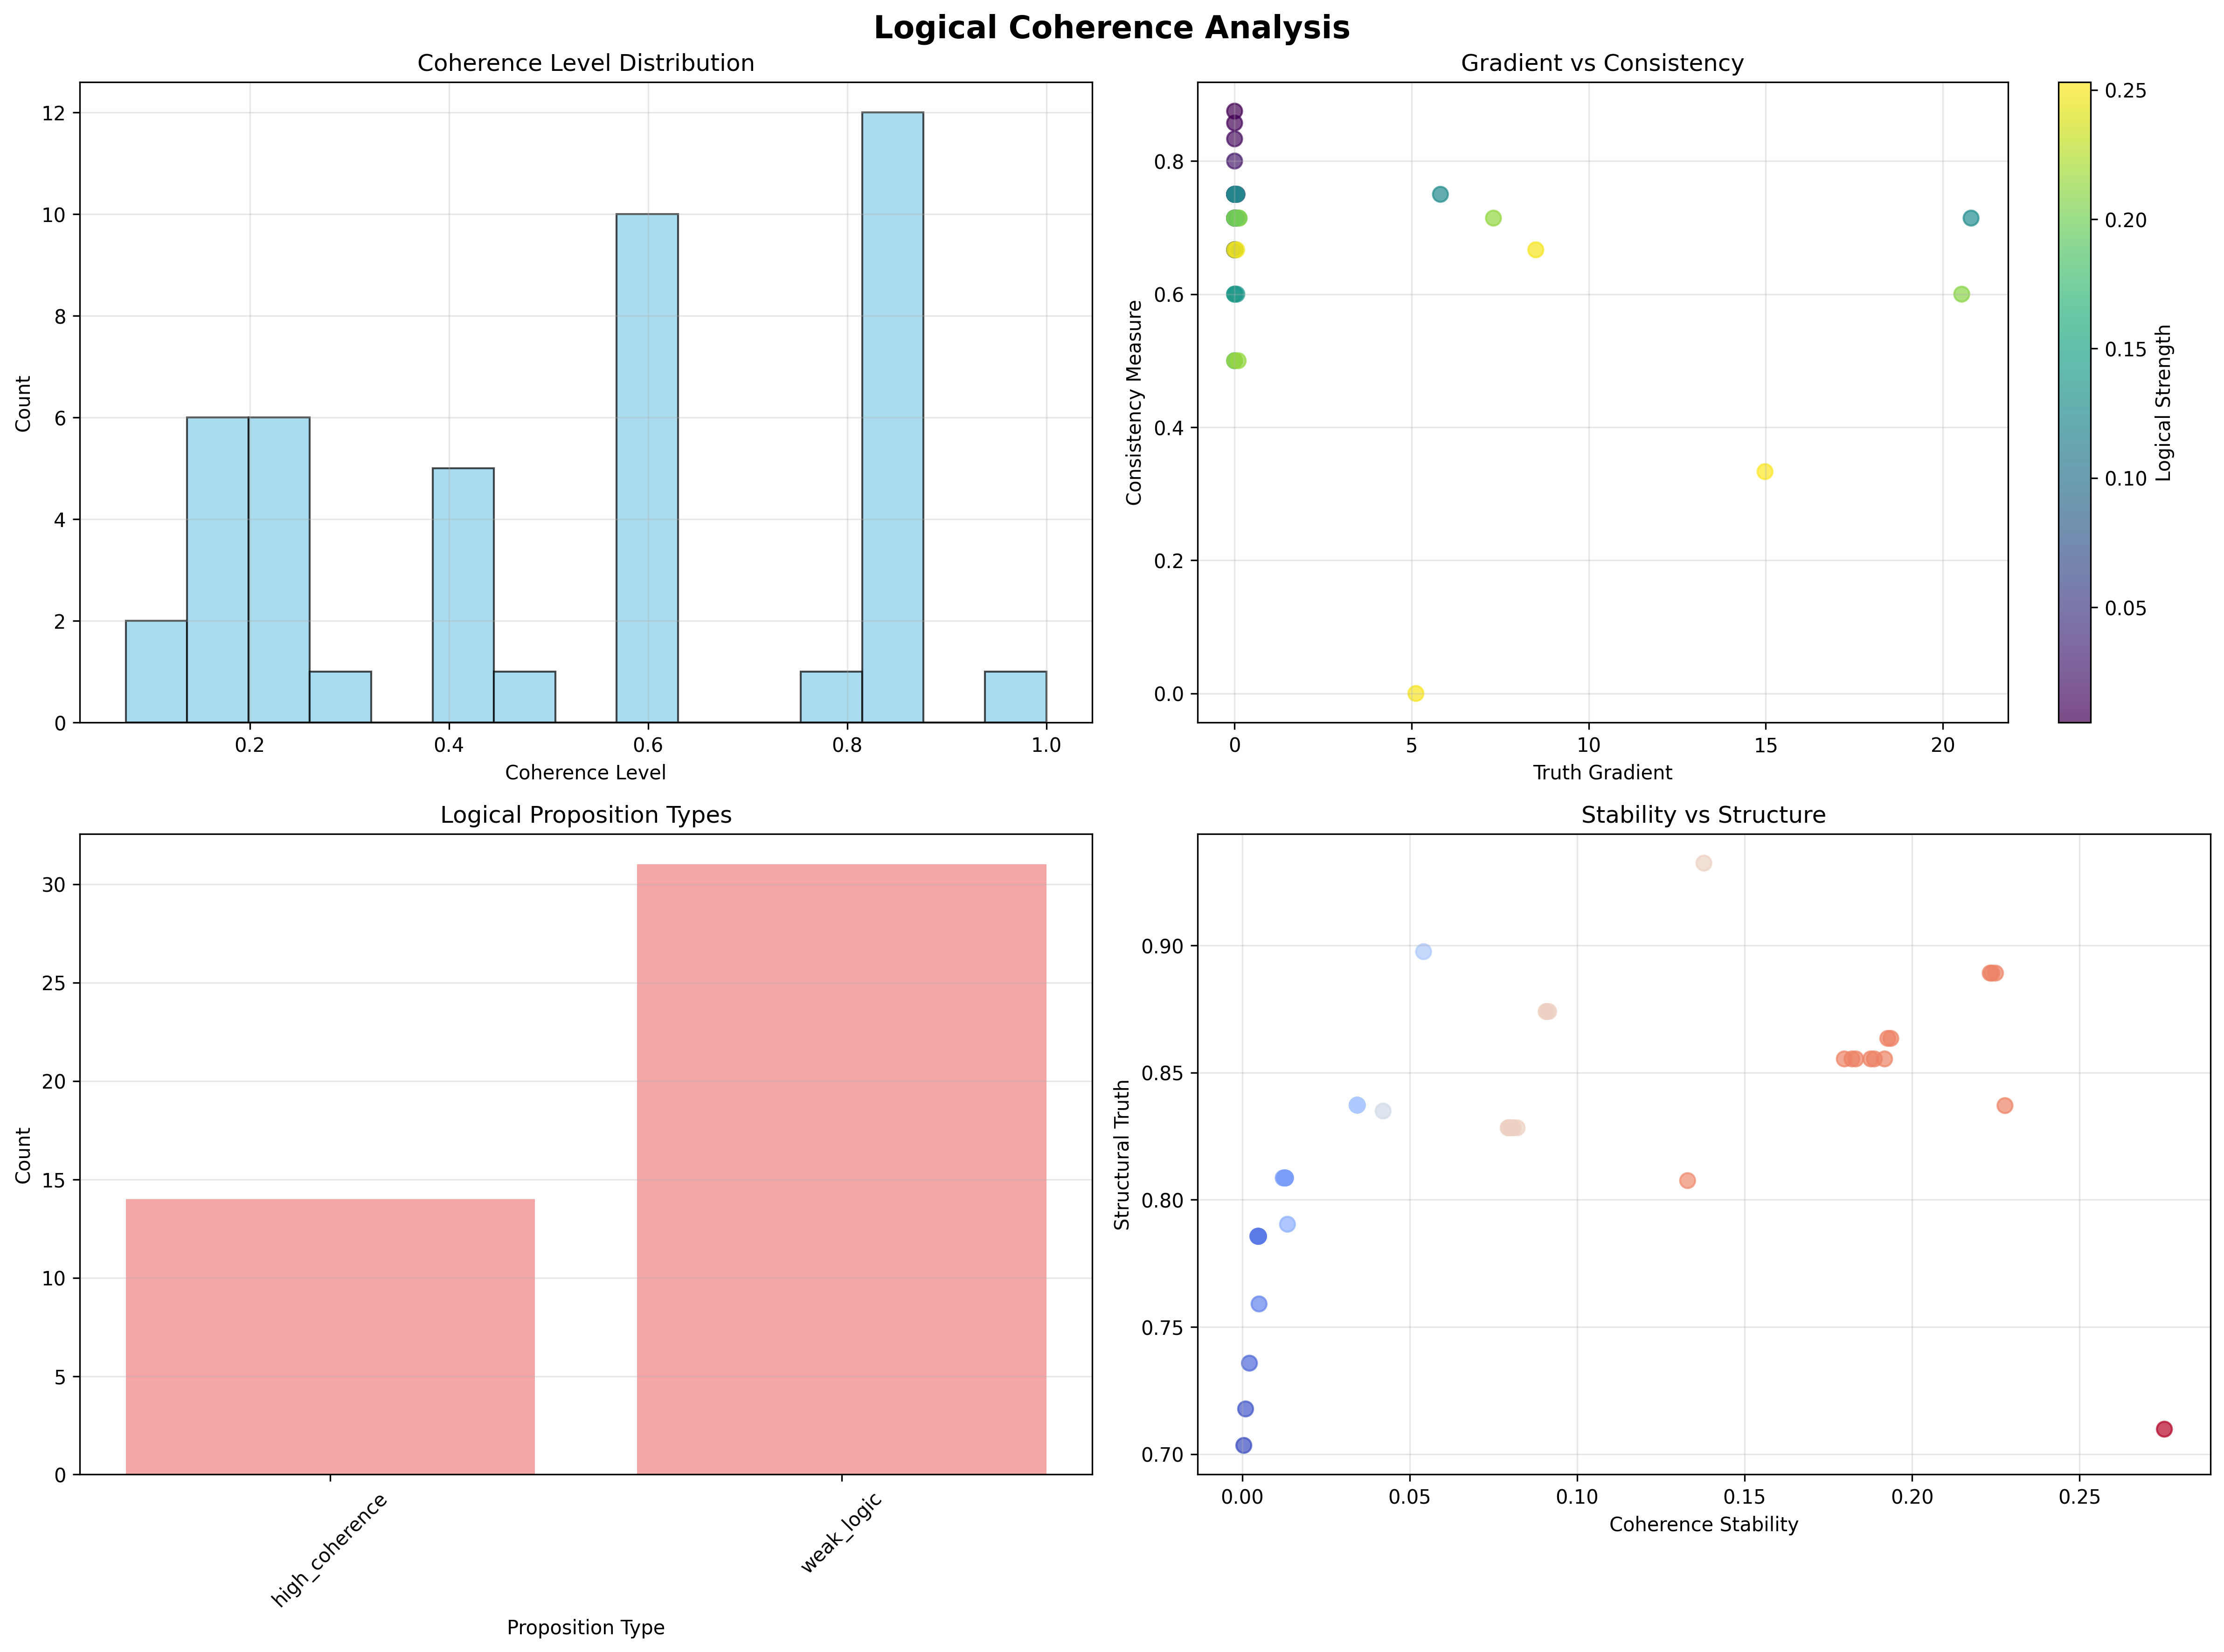 Logical Coherence Analysis
Coherence Level Distribution
Count
12
10
8
6
4
2
0
0.2 0.4 0.6 0.8 1.0
Coherence Level
Gradient vs Consistency
Consistency Measure
0.8
0.6
0.4
0.2
0.0
0 5 10 15 20
Truth Gradient
0.25
0.20
0.15
0.10
0.05
Logical Strength
Logical Proposition Types
Count
30
25
20
15
10
5
0
high_coherence weak_logic
Proposition Type
Stability vs Structure
Structural Truth
0.90
0.85
0.80
0.75
0.70
0.00 0.05 0.10 0.15 0.20 0.25
Coherence Stability